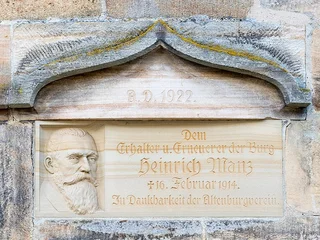 R. D. 1922.
Dem
Erhalter u. Erneuerer der Burg
Heinrich Manz
†16. Februar 1914.
In Dankbarkeit der Altenburgverein